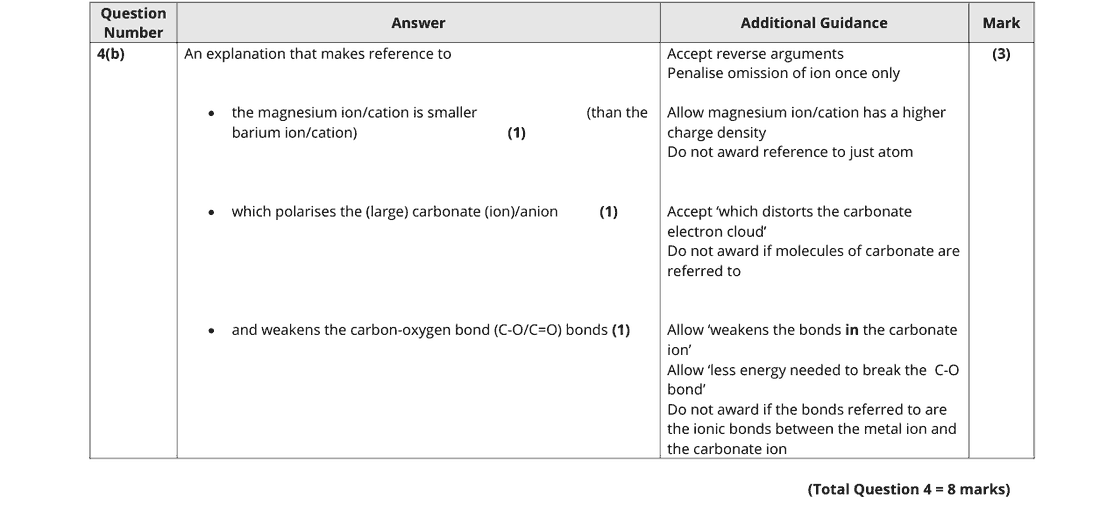 Question Number Answer Additional Guidance Mark
4(b) An explanation that makes reference to Accept reverse arguments (3)
Penalise omission of ion once only
• the magnesium ion/cation is smaller (than the Allow magnesium ion/cation has a higher
barium ion/cation) (1) charge density
Do not award reference to just atom
• which polarises the (large) carbonate (ion)/anion (1) Accept ‘which distorts the carbonate
electron cloud’
Do not award if molecules of carbonate are
referred to
• and weakens the carbon-oxygen bond (C-O/C=O) bonds (1) Allow ‘weakens the bonds in the carbonate
ion’
Allow ‘less energy needed to break the C-O
bond’
Do not award if the bonds referred to are
the ionic bonds between the metal ion and
the carbonate ion
(Total Question 4 = 8 marks)